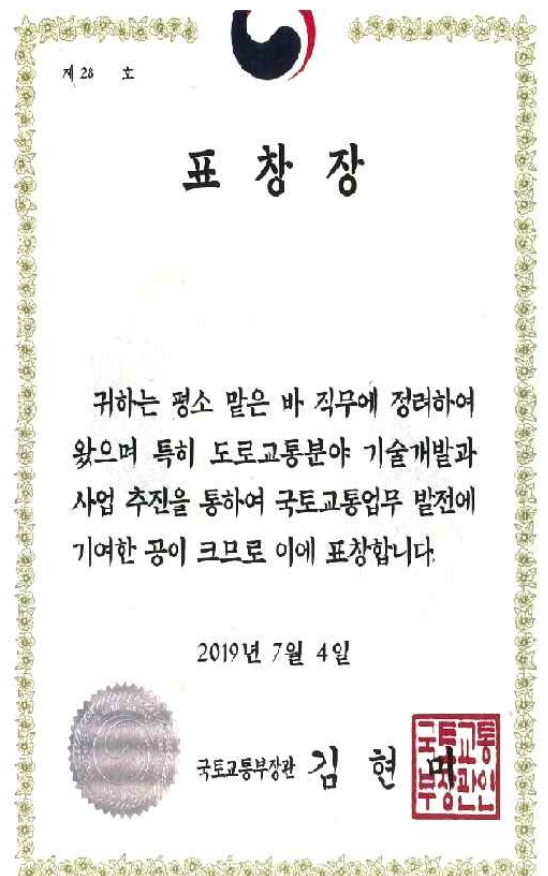 제 28 호
표 창 장
귀하는 평소 맡은 바 직무에 정려하여
왔으며 특히 도로교통분야 기술개발과
사업 추진을 통하여 국토교통업무 발전에
기여한 공이 크므로 이에 표창합니다.
2019년 7월 4일
국토교통부장관 김 현 미
국토교통
부장관인